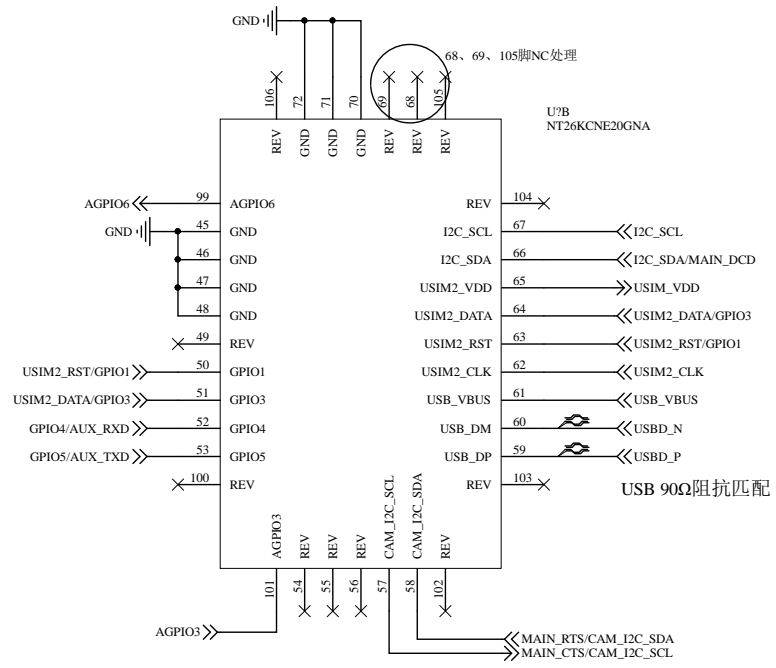 GND
68、69、105脚NC处理
106
72
71
70
69
68
105
REV
GND
GND
GND
REV
REV
REV
U?B
NT26KCNE20GNA
AGPIO6
99
AGPIO6
REV
104
GND
45
GND
I2C_SCL
67
I2C_SCL
46
GND
I2C_SDA
66
I2C_SDA/MAIN_DCD
47
GND
USIM2_VDD
65
USIM_VDD
48
GND
USIM2_DATA
64
USIM2_DATA/GPIO3
49
REV
USIM2_RST
63
USIM2_RST/GPIO1
USIM2_RST/GPIO1
50
GPIO1
USIM2_CLK
62
USIM2_CLK
USIM2_DATA/GPIO3
51
GPIO3
USB_VBUS
61
USB_VBUS
GPIO4/AUX_RXD
52
GPIO4
USB_DM
60
USBD_N
GPIO5/AUX_TXD
53
GPIO5
USB_DP
59
USBD_P
100
REV
REV
103
USB 90Ω阻抗匹配
AGPIO3
REV
REV
REV
CAM_I2C_SCL
CAM_I2C_SDA
REV
101
54
55
56
57
58
102
AGPIO3
MAIN_RTS/CAM_I2C_SDA
MAIN_CTS/CAM_I2C_SCL